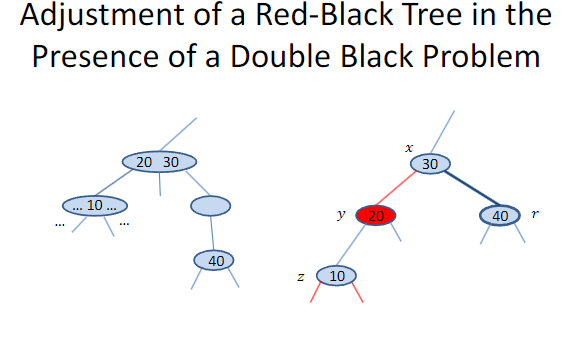 Adjustment of a Red-Black Tree in the
Presence of a Double Black Problem
x
20 30
30
... 10 ...
y
20
40
r
...
...
40
z
10